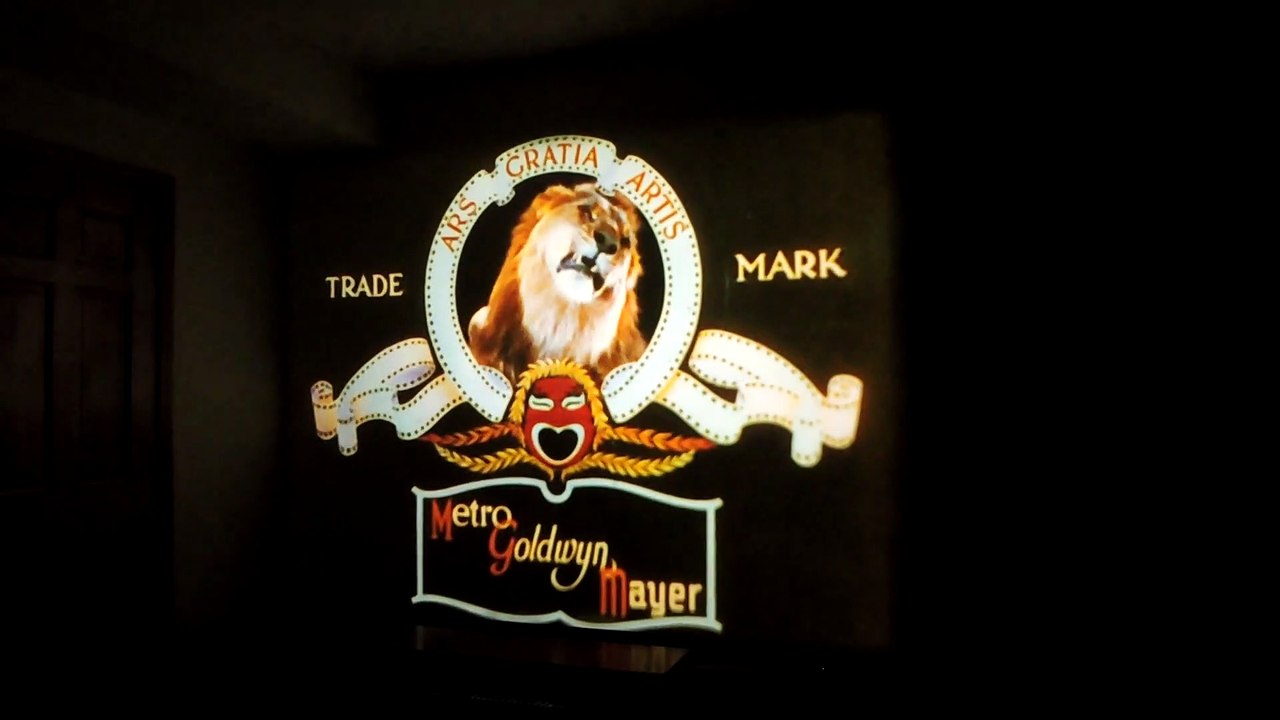 ARS GRATIA ARTIS
TRADE MARK
Metro
Goldwyn
Mayer